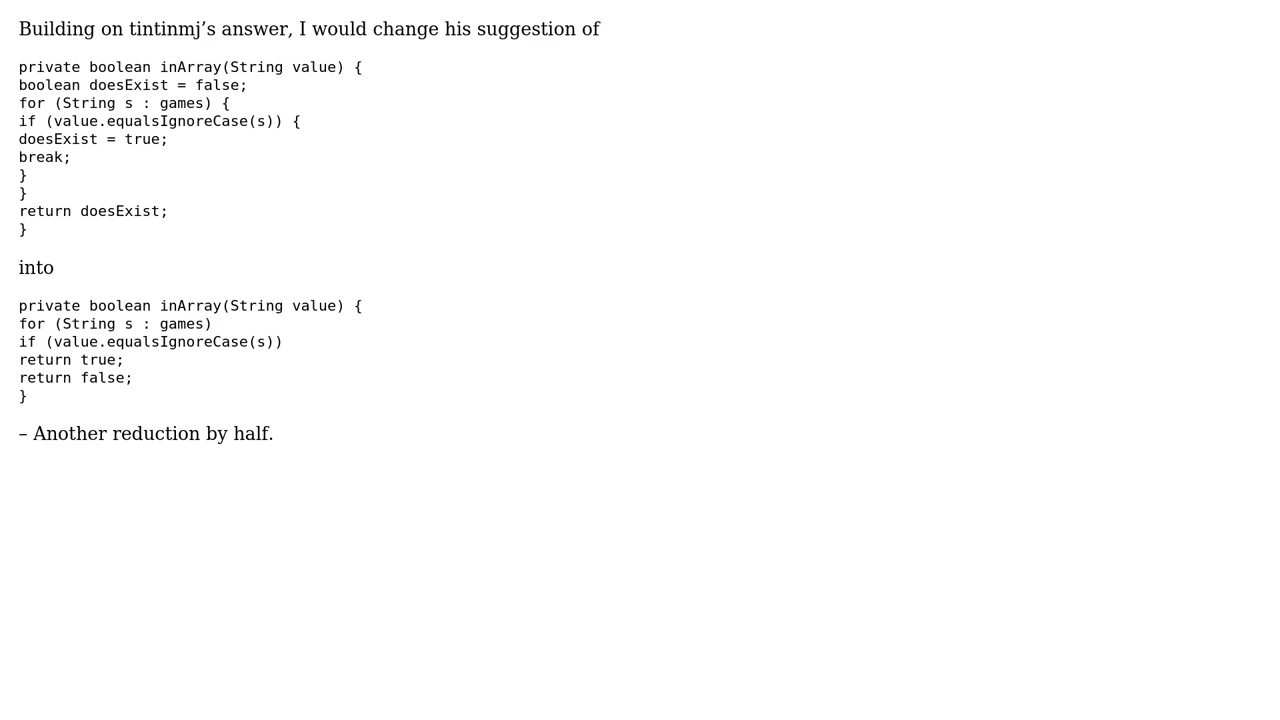 Building on tintinmj’s answer, I would change his suggestion of
private boolean inArray(String value) {
boolean doesExist = false;
for (String s : games) {
if (value.equalsIgnoreCase(s)) {
doesExist = true;
break;
}
}
return doesExist;
}
into
private boolean inArray(String value) {
for (String s : games)
if (value.equalsIgnoreCase(s))
return true;
return false;
}
– Another reduction by half.